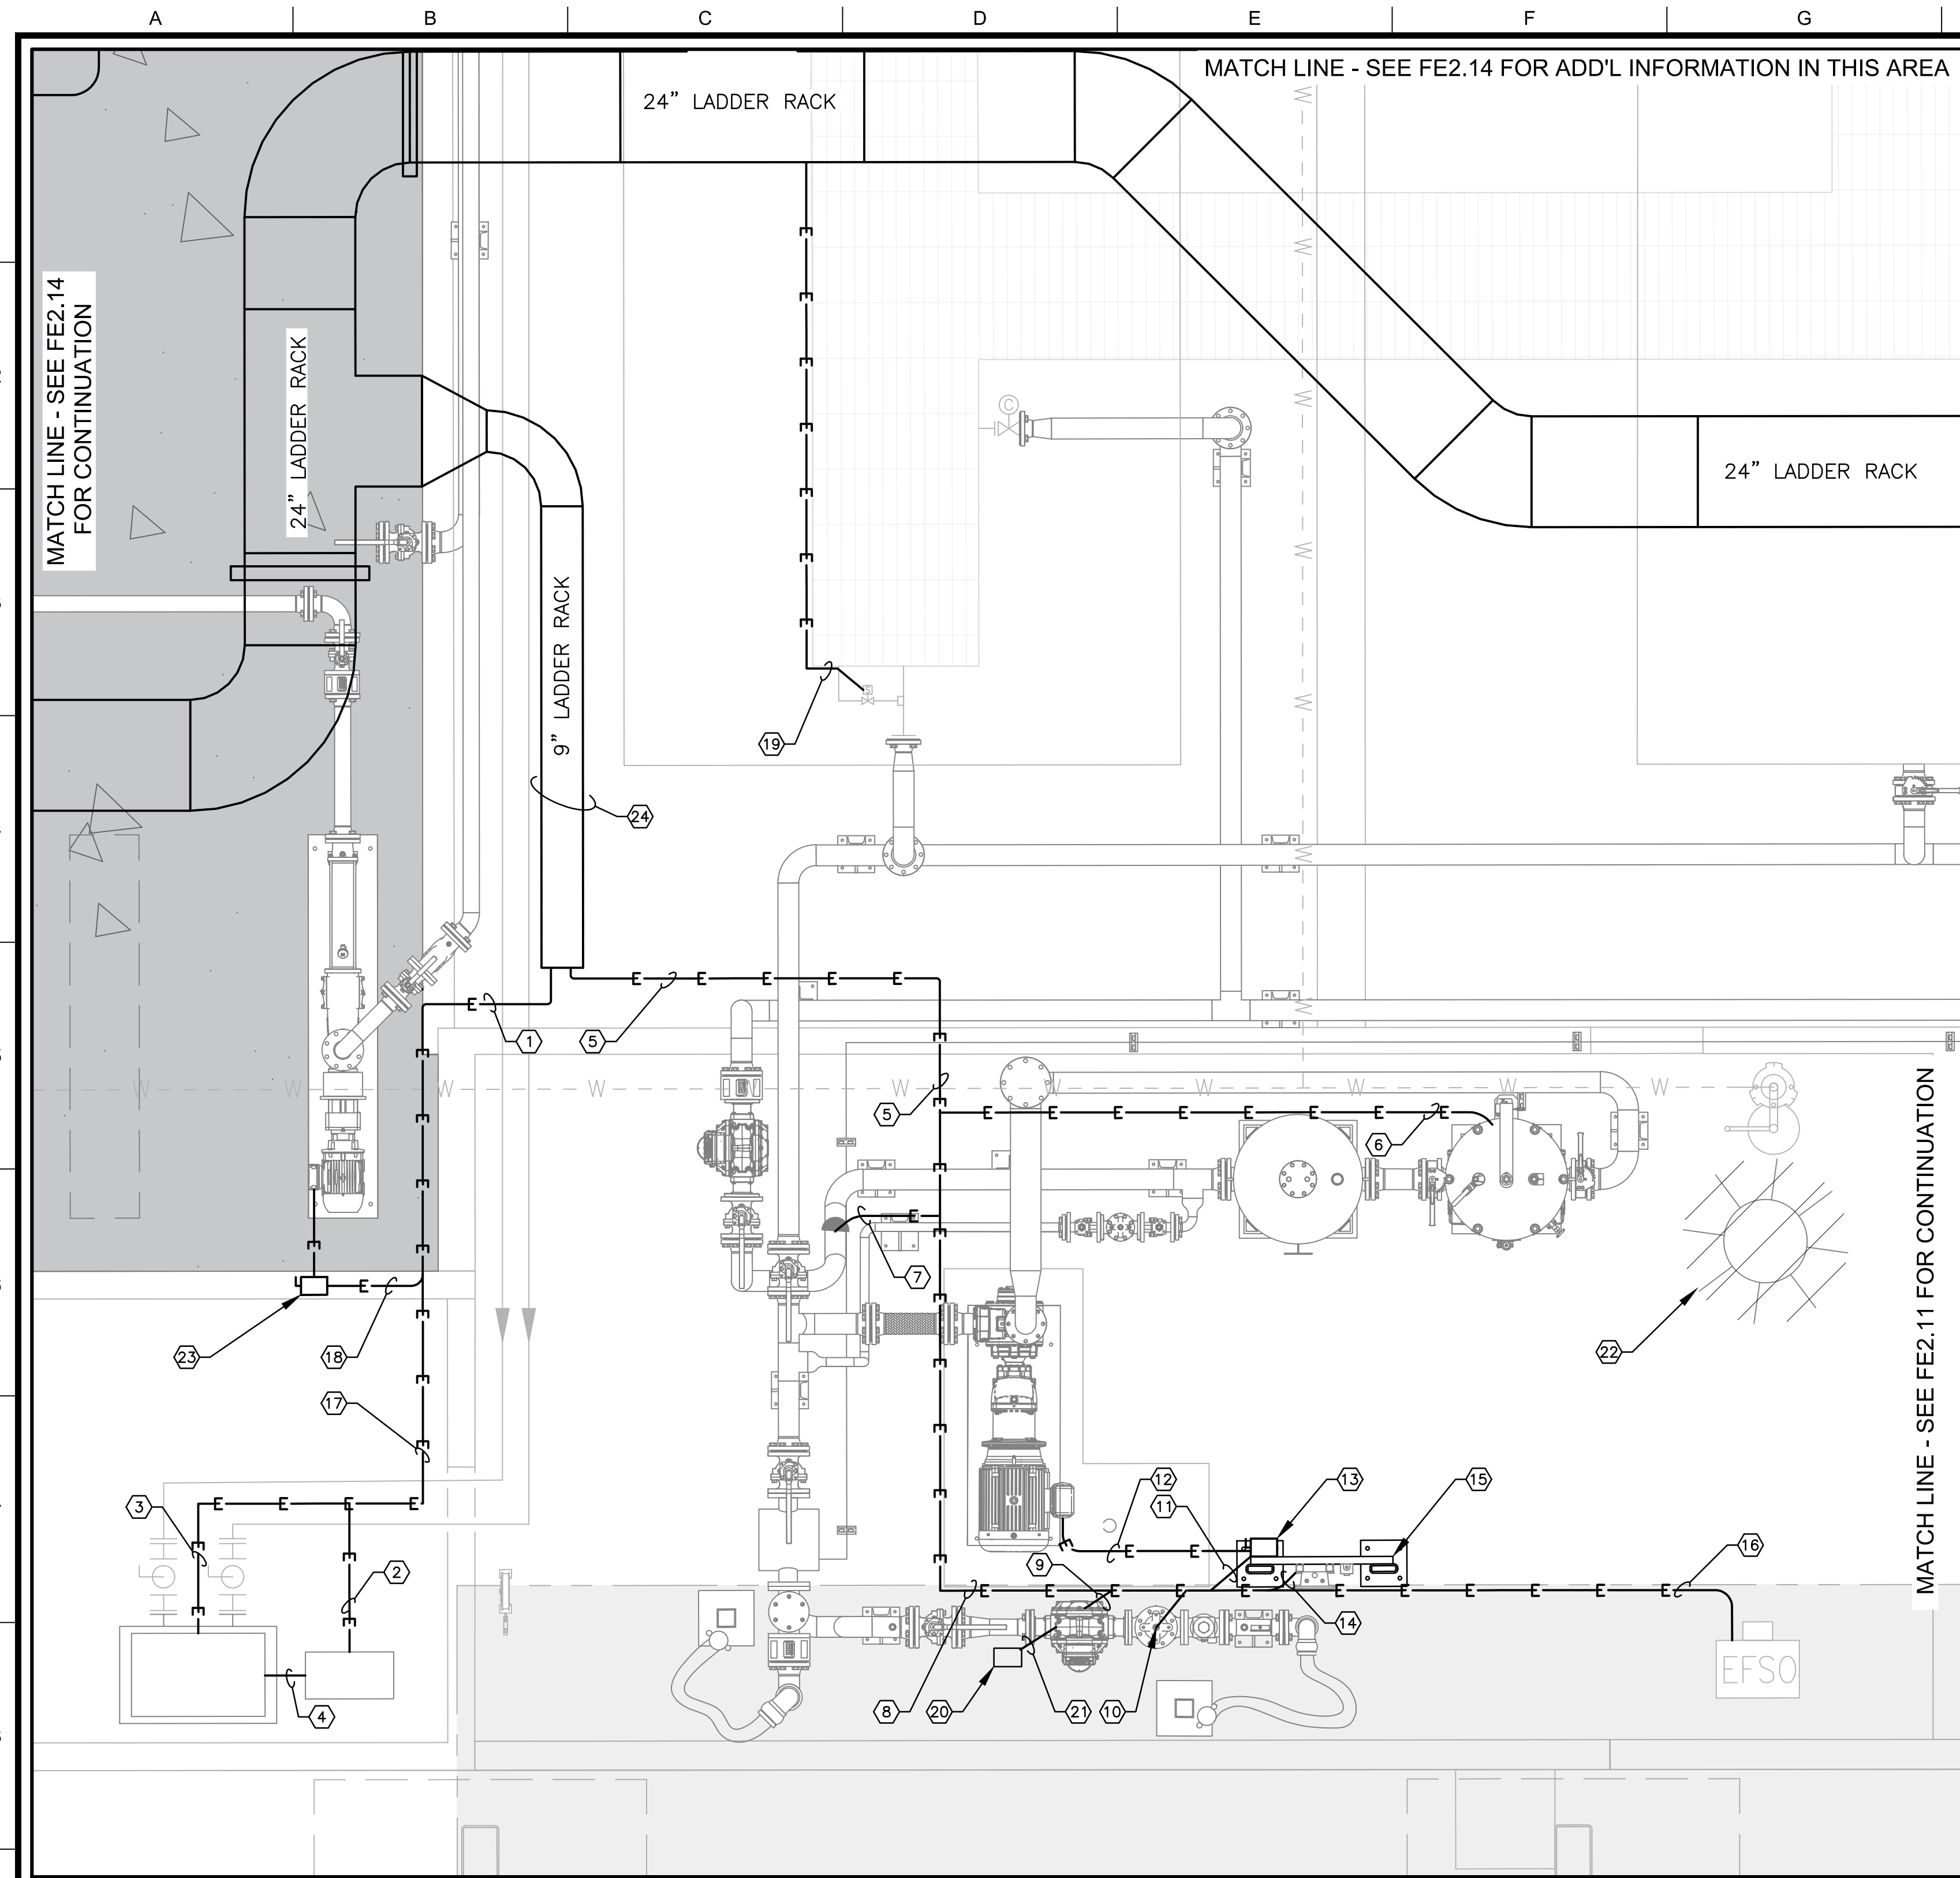 A B C D E F G
MATCH LINE - SEE FE2.14 FOR ADD'L INFORMATION IN THIS AREA
24” LADDER RACK
MATCH LINE - SEE FE2.14
FOR CONTINUATION
24” LADDER RACK
C
24” LADDER RACK
9” LADDER RACK
19
24
E E E E E
E
1
5
W W W W W W W W W W
5
E E E E E E E E
6
E
7
E
23
18
22
17
MATCH LINE - SEE FE2.11 FOR CONTINUATION
3
E E E E
12
13
15
11
E E
9
16
2
E E E E E E E E E E E
14
EFSO
4
8
20
21
10